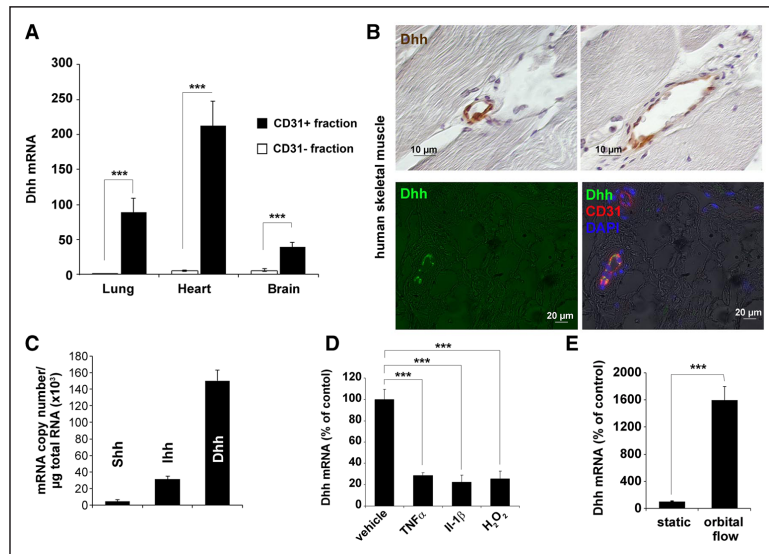 A
Dhh mRNA
300
250
200
150
100
50
0
***
***
***
CD31+ fraction
CD31- fraction
Lung
Heart
Brain
B
human skeletal muscle
Dhh
10 µm
10 µm
Dhh
20 µm
Dhh
CD31
DAPI
20 µm
C
mRNA copy number/
µg total RNA (x10³)
180
160
140
120
100
80
60
40
20
0
Shh
Ihh
Dhh
D
Dhh mRNA (% of contol)
120
100
80
60
40
20
0
***
***
***
vehicle
TNFα
Il-1β
H₂O₂
E
Dhh mRNA (% of control)
2000
1600
1200
800
400
0
***
static
orbital
flow